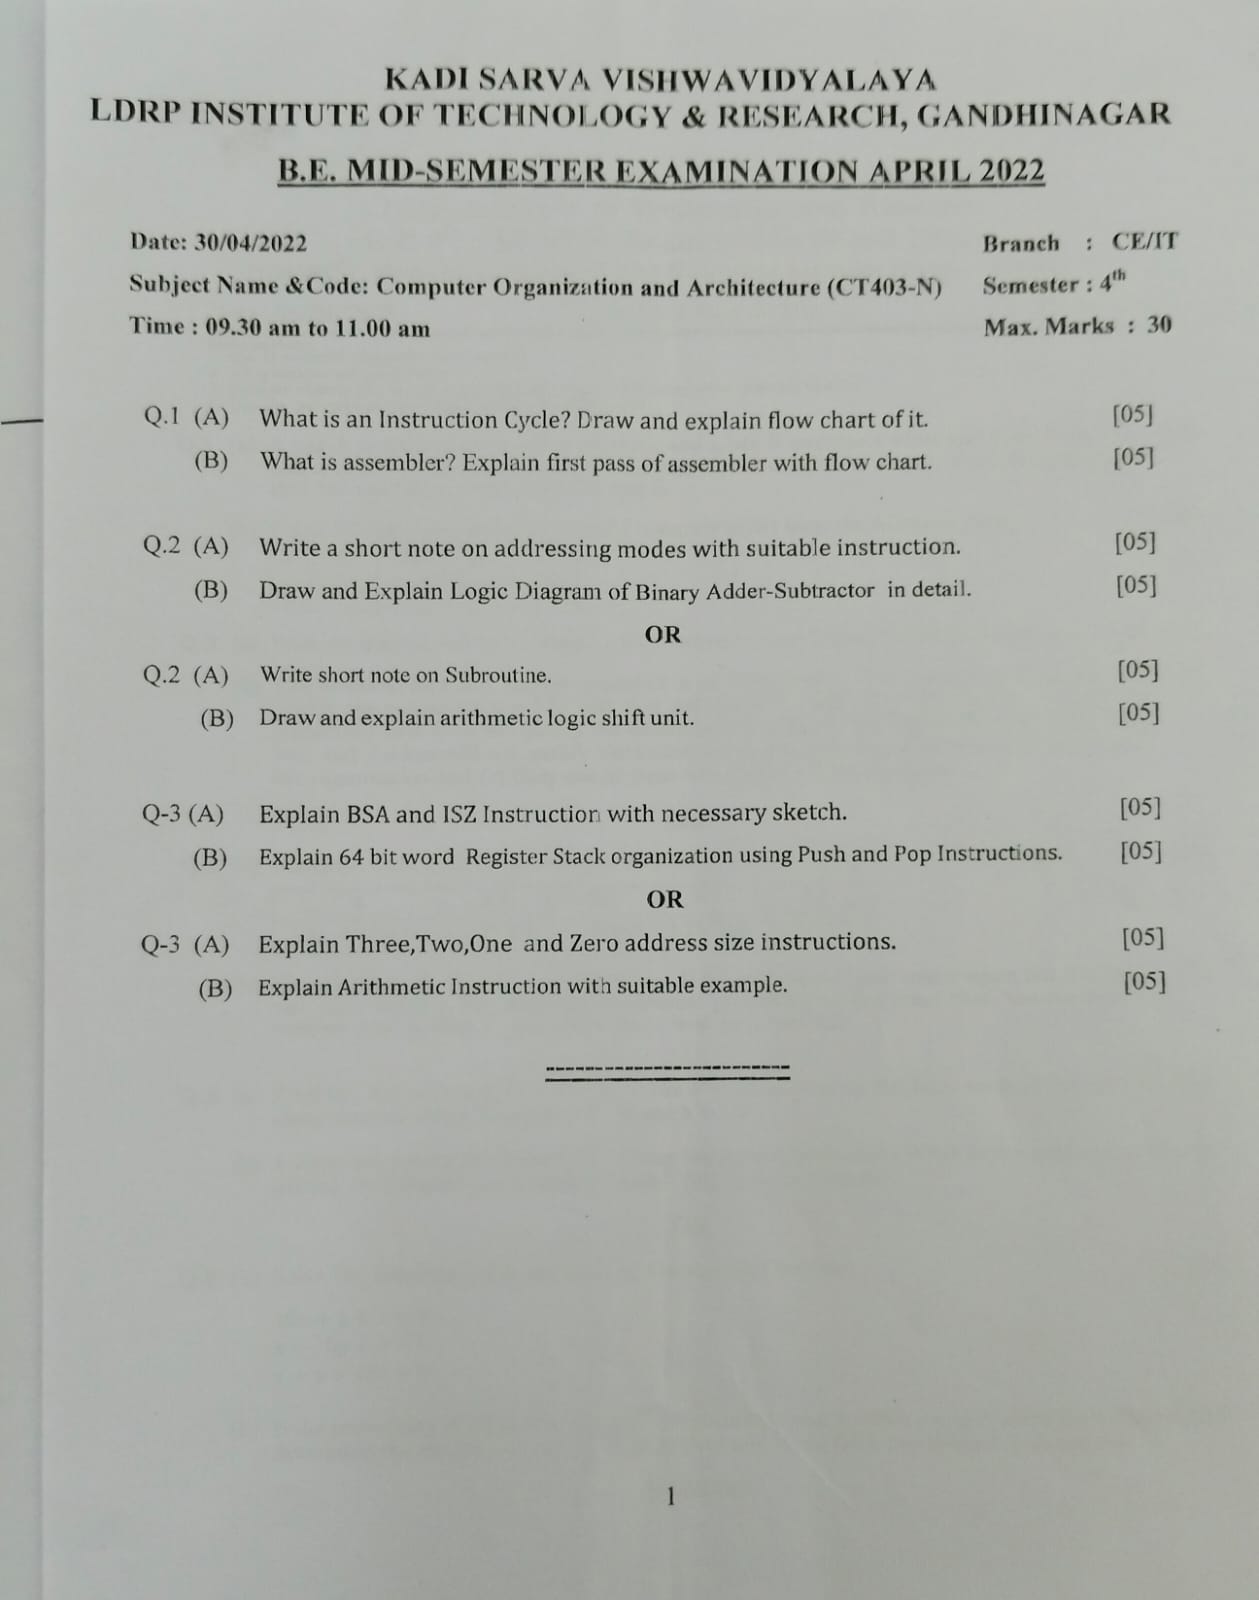 KADI SARVA VISHWAVIDYALAYA
LDRP INSTITUTE OF TECHNOLOGY & RESEARCH, GANDHINAGAR
B.E. MID-SEMESTER EXAMINATION APRIL 2022
Date: 30/04/2022 Branch : CE/IT
Subject Name &Code: Computer Organization and Architecture (CT403-N) Semester : 4th
Time : 09.30 am to 11.00 am Max. Marks : 30
Q.1 (A) What is an Instruction Cycle? Draw and explain flow chart of it. [05]
(B) What is assembler? Explain first pass of assembler with flow chart. [05]
Q.2 (A) Write a short note on addressing modes with suitable instruction. [05]
(B) Draw and Explain Logic Diagram of Binary Adder-Subtractor in detail. [05]
OR
Q.2 (A) Write short note on Subroutine. [05]
(B) Draw and explain arithmetic logic shift unit. [05]
Q-3 (A) Explain BSA and ISZ Instruction with necessary sketch. [05]
(B) Explain 64 bit word Register Stack organization using Push and Pop Instructions. [05]
OR
Q-3 (A) Explain Three,Two,One and Zero address size instructions. [05]
(B) Explain Arithmetic Instruction with suitable example. [05]
1